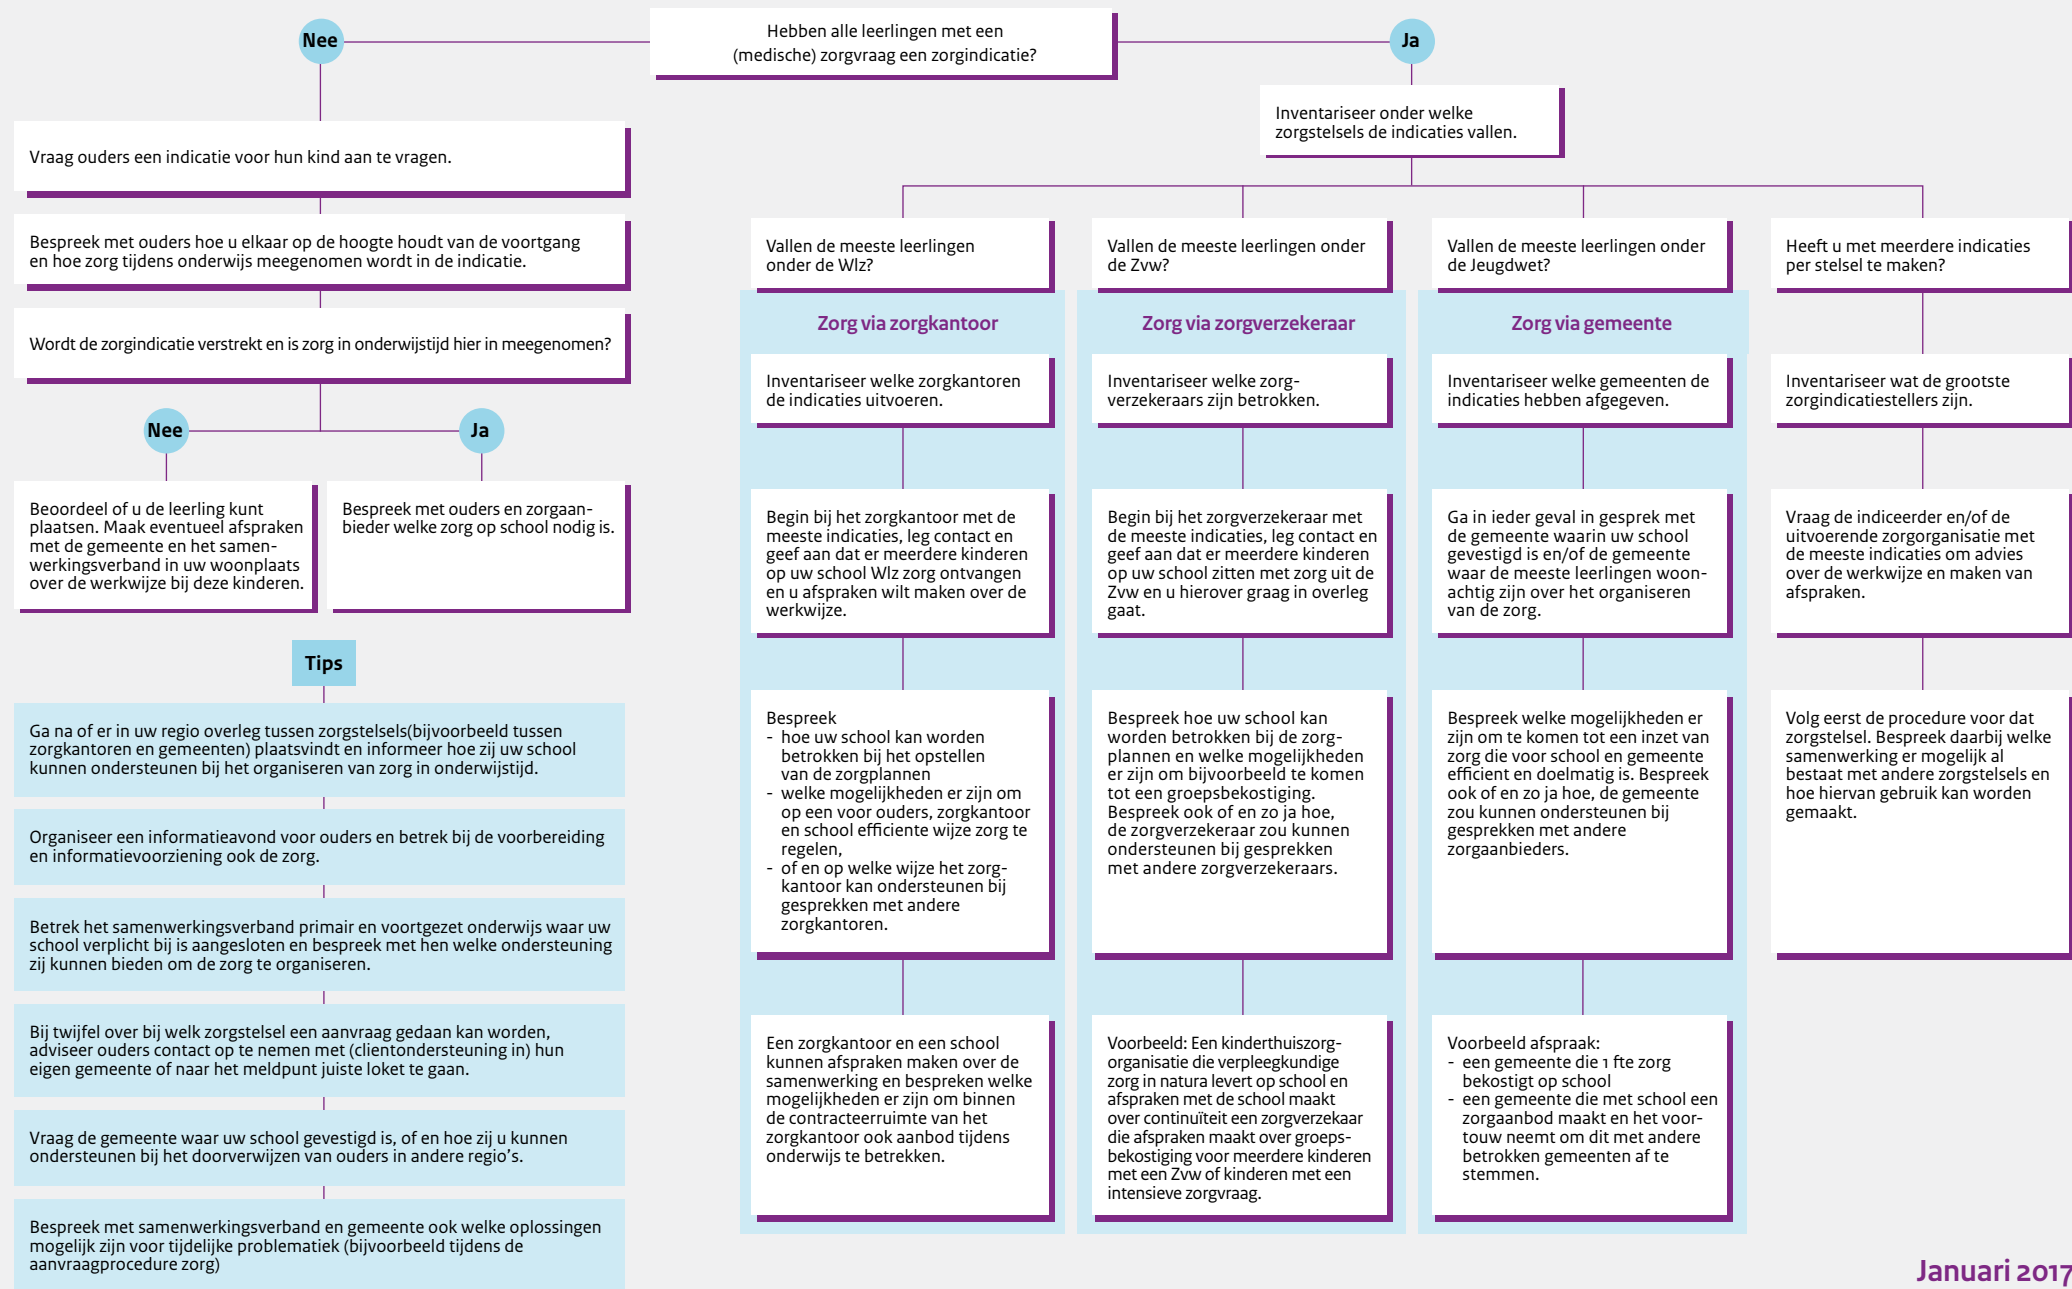 Hebben alle leerlingen met een
(medische) zorgvraag een zorgindicatie?
Nee
Vraag ouders een indicatie voor hun kind aan te vragen.
Bespreek met ouders hoe u elkaar op de hoogte houdt van de voortgang
en hoe zorg tijdens onderwijs meegenomen wordt in de indicatie.
Wordt de zorgindicatie verstrekt en is zorg in onderwijstijd hier in meegenomen?
Nee
Beoordeel of u de leerling kunt
plaatsen. Maak eventueel afspraken
met de gemeente en het samen-
werkingsverband in uw woonplaats
over de werkwijze bij deze kinderen.
Ja
Bespreek met ouders en zorgaan-
bieder welke zorg op school nodig is.
Tips
Ga na of er in uw regio overleg tussen zorgstelsels(bijvoorbeeld tussen
zorgkantoren en gemeenten) plaatsvindt en informeer hoe zij uw school
kunnen ondersteunen bij het organiseren van zorg in onderwijstijd.
Organiseer een informatieavond voor ouders en betrek bij de voorbereiding
en informatievoorziening ook de zorg.
Betrek het samenwerkingsverband primair en voortgezet onderwijs waar uw
school verplicht bij is aangesloten en bespreek met hen welke ondersteuning
zij kunnen bieden om de zorg te organiseren.
Bij twijfel over bij welk zorgstelsel een aanvraag gedaan kan worden,
adviseer ouders contact op te nemen met (clientondersteuning in) hun
eigen gemeente of naar het meldpunt juiste loket te gaan.
Vraag de gemeente waar uw school gevestigd is, of en hoe zij u kunnen
ondersteunen bij het doorverwijzen van ouders in andere regio's.
Bespreek met samenwerkingsverband en gemeente ook welke oplossingen
mogelijk zijn voor tijdelijke problematiek (bijvoorbeeld tijdens de
aanvraagprocedure zorg)
Ja
Inventariseer onder welke
zorgstelsels de indicaties vallen.
Vallen de meeste leerlingen
onder de Wlz?
Zorg via zorgkantoor
Inventariseer welke zorgkantoren
de indicaties uitvoeren.
Begin bij het zorgkantoor met de
meeste indicaties, leg contact en
geef aan dat er meerdere kinderen
op uw school Wlz zorg ontvangen
en u afspraken wilt maken over de
werkwijze.
Bespreek
- hoe uw school kan worden
betrokken bij het opstellen
van de zorgplannen
- welke mogelijkheden er zijn om
op een voor ouders, zorgkantoor
en school efficiente wijze zorg te
regelen,
- of en op welke wijze het zorg-
kantoor kan ondersteunen bij
gesprekken met andere
zorgkantoren.
Een zorgkantoor en een school
kunnen afspraken maken over de
samenwerking en bespreken welke
mogelijkheden er zijn om binnen
de contracteerruimte van het
zorgkantoor ook aanbod tijdens
onderwijs te betrekken.
Vallen de meeste leerlingen onder
de Zvw?
Zorg via zorgverzekeraar
Inventariseer welke zorg-
verzekeraars zijn betrokken.
Begin bij het zorgverzekeraar met
de meeste indicaties, leg contact en
geef aan dat er meerdere kinderen
op uw school zitten met zorg uit de
Zvw en u hierover graag in overleg
gaat.
Bespreek hoe uw school kan
worden betrokken bij de zorg-
plannen en welke mogelijkheden
er zijn om bijvoorbeeld te komen
tot een groepsbekostiging.
Bespreek ook of en zo ja hoe,
de zorgverzekeraar zou kunnen
ondersteunen bij gesprekken
met andere zorgverzekeraars.
Voorbeeld: Een kinderthuiszorg-
organisatie die verpleegkundige
zorg in natura levert op school en
afspraken met de school maakt
over continuïteit een zorgverzekaar
die afspraken maakt over groeps-
bekostiging voor meerdere kinderen
met een Zvw of kinderen met een
intensieve zorgvraag.
Vallen de meeste leerlingen onder
de Jeugdwet?
Zorg via gemeente
Inventariseer welke gemeenten de
indicaties hebben afgegeven.
Ga in ieder geval in gesprek met
de gemeente waarin uw school
gevestigd is en/of de gemeente
waar de meeste leerlingen woon-
achtig zijn over het organiseren
van de zorg.
Bespreek welke mogelijkheden er
zijn om te komen tot een inzet van
zorg die voor school en gemeente
efficient en doelmatig is. Bespreek
ook of en zo ja hoe, de gemeente
zou kunnen ondersteunen bij
gesprekken met andere
zorgaanbieders.
Voorbeeld afspraak:
- een gemeente die 1 fte zorg
bekostigt op school
- een gemeente die met school een
zorgaanbod maakt en het voor-
touw neemt om dit met andere
betrokken gemeenten af te
stemmen.
Heeft u met meerdere indicaties
per stelsel te maken?
Inventariseer wat de grootste
zorgindicatiestellers zijn.
Vraag de indiceerder en/of de
uitvoerende zorgorganisatie met
de meeste indicaties om advies
over de werkwijze en maken van
afspraken.
Volg eerst de procedure voor dat
zorgstelsel. Bespreek daarbij welke
samenwerking er mogelijk al
bestaat met andere zorgstelsels en
hoe hiervan gebruik kan worden
gemaakt.
Januari 2017